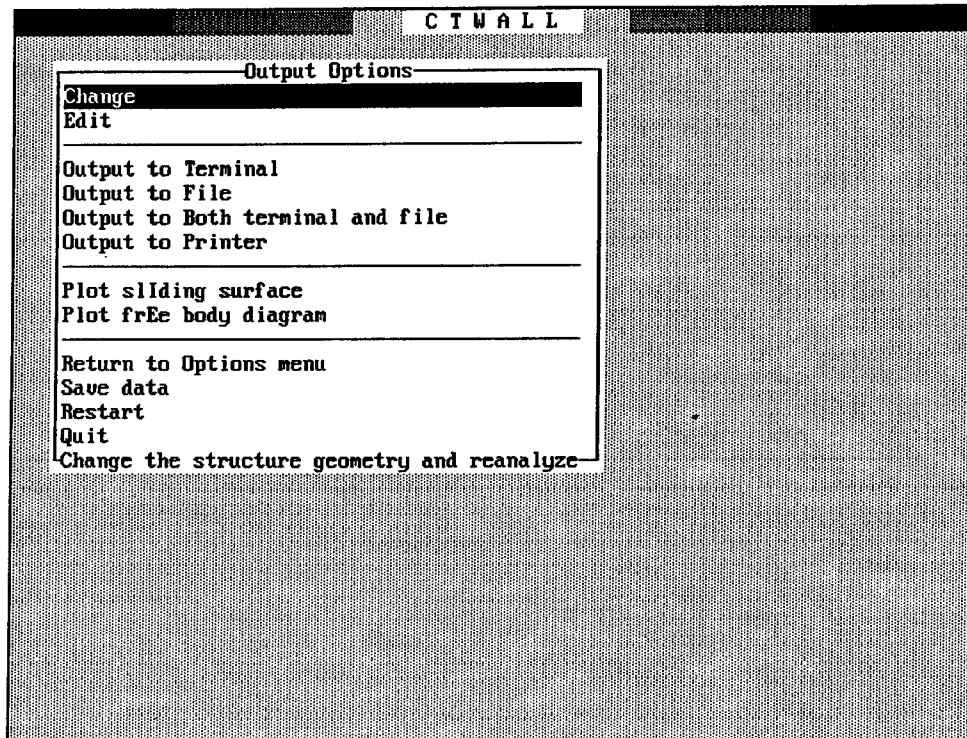 C T W A L L
Output Options
Change
Edit
Output to Terminal
Output to File
Output to Both terminal and file
Output to Printer
Plot slIding surface
Plot frEe body diagram
Return to Options menu
Save data
Restart
Quit
Change the structure geometry and reanalyze